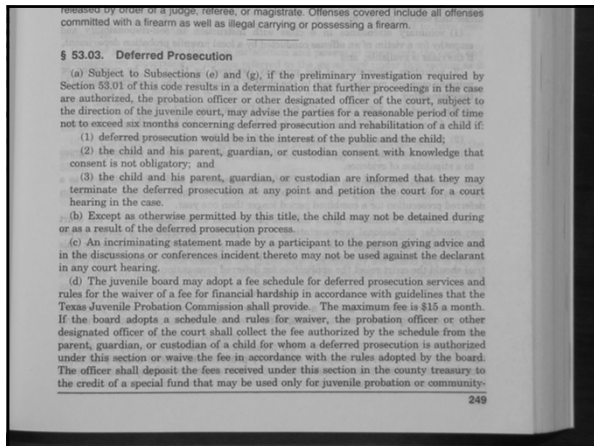 released by order of a judge, referee, or magistrate. Offenses covered include all offenses
committed with a firearm as well as illegal carrying or possessing a firearm.
§ 53.03. Deferred Prosecution
(a) Subject to Subsections (e) and (g), if the preliminary investigation required by
Section 53.01 of this code results in a determination that further proceedings in the case
are authorized, the probation officer or other designated officer of the court, subject to
the direction of the juvenile court, may advise the parties for a reasonable period of time
not to exceed six months concerning deferred prosecution and rehabilitation of a child if:
(1) deferred prosecution would be in the interest of the public and the child;
(2) the child and his parent, guardian, or custodian consent with knowledge that
consent is not obligatory; and
(3) the child and his parent, guardian, or custodian are informed that they may
terminate the deferred prosecution at any point and petition the court for a court
hearing in the case.
(b) Except as otherwise permitted by this title, the child may not be detained during
or as a result of the deferred prosecution process.
(c) An incriminating statement made by a participant to the person giving advice and
in the discussions or conferences incident thereto may not be used against the declarant
in any court hearing.
(d) The juvenile board may adopt a fee schedule for deferred prosecution services and
rules for the waiver of a fee for financial hardship in accordance with guidelines that the
Texas Juvenile Probation Commission shall provide. The maximum fee is $15 a month.
If the board adopts a schedule and rules for waiver, the probation officer or other
designated officer of the court shall collect the fee authorized by the schedule from the
parent, guardian, or custodian of a child for whom a deferred prosecution is authorized
under this section or waive the fee in accordance with the rules adopted by the board.
The officer shall deposit the fees received under this section in the county treasury to
the credit of a special fund that may be used only for juvenile probation or community-
249